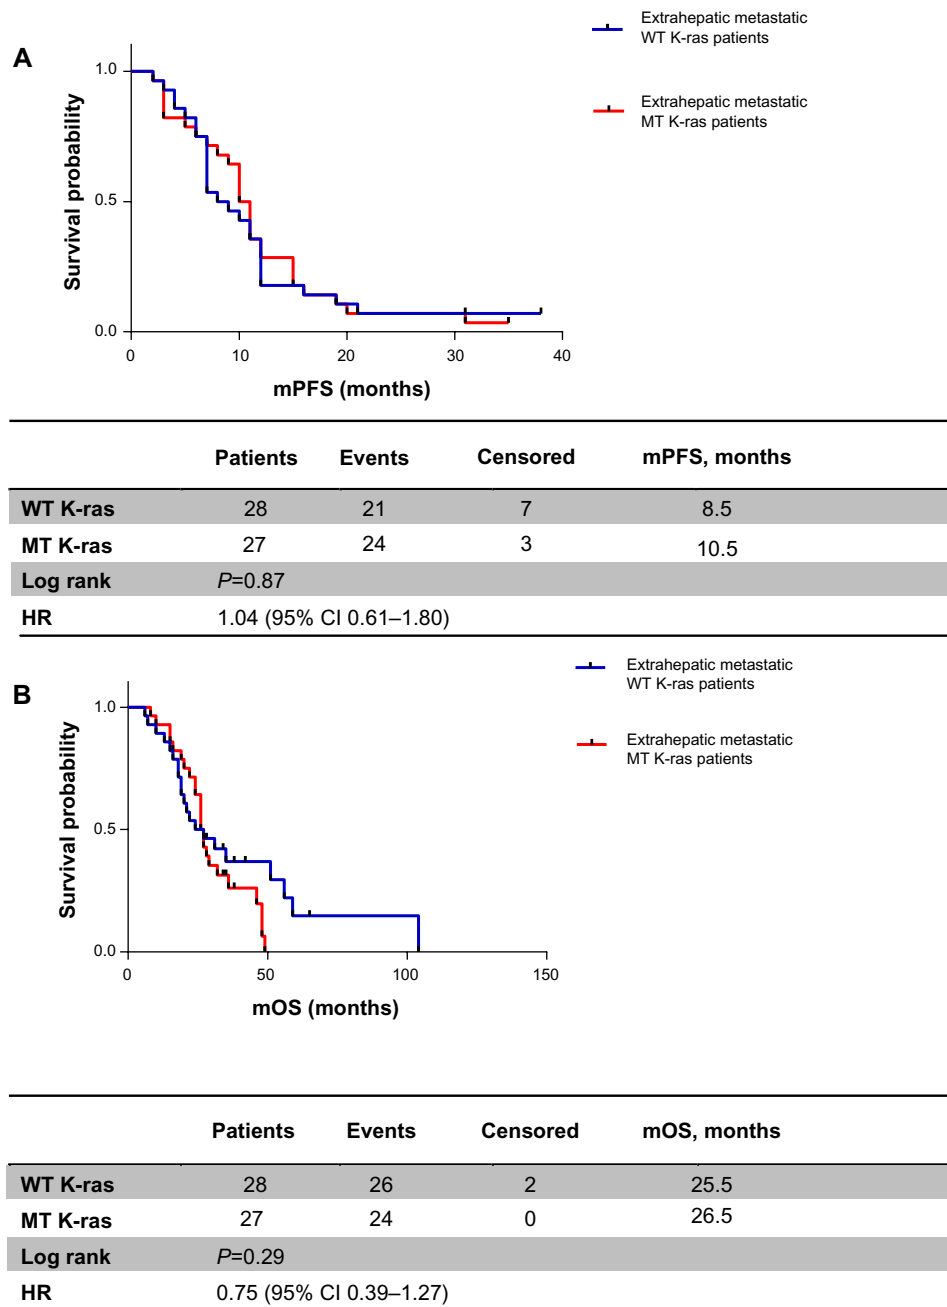 Extrahepatic metastatic
WT K-ras patients
A
Extrahepatic metastatic
MT K-ras patients
1.0
0.5
0.0
Survival probability
0 10 20 30 40
mPFS (months)
Patients Events Censored mPFS, months
WT K-ras 28 21 7 8.5
MT K-ras 27 24 3 10.5
Log rank P=0.87
HR 1.04 (95% CI 0.61–1.80)
Extrahepatic metastatic
WT K-ras patients
B
Extrahepatic metastatic
MT K-ras patients
1.0
0.5
0.0
Survival probability
0 50 100 150
mOS (months)
Patients Events Censored mOS, months
WT K-ras 28 26 2 25.5
MT K-ras 27 24 0 26.5
Log rank P=0.29
HR 0.75 (95% CI 0.39–1.27)